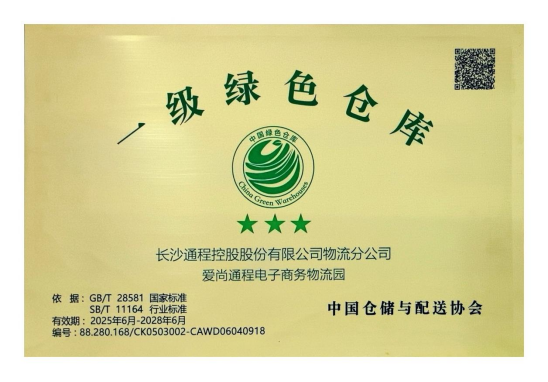 一级绿色仓库
中国绿色仓库
China Green Warehouses
长沙通程控股股份有限公司物流分公司
爱尚通程电子商务物流园
依 据：GB/T 28581 国家标准
SB/T 11164 行业标准
有效期：2025年6月-2028年6月
编号：88.280.168/CK0503002-CAWD06040918
中国仓储与配送协会